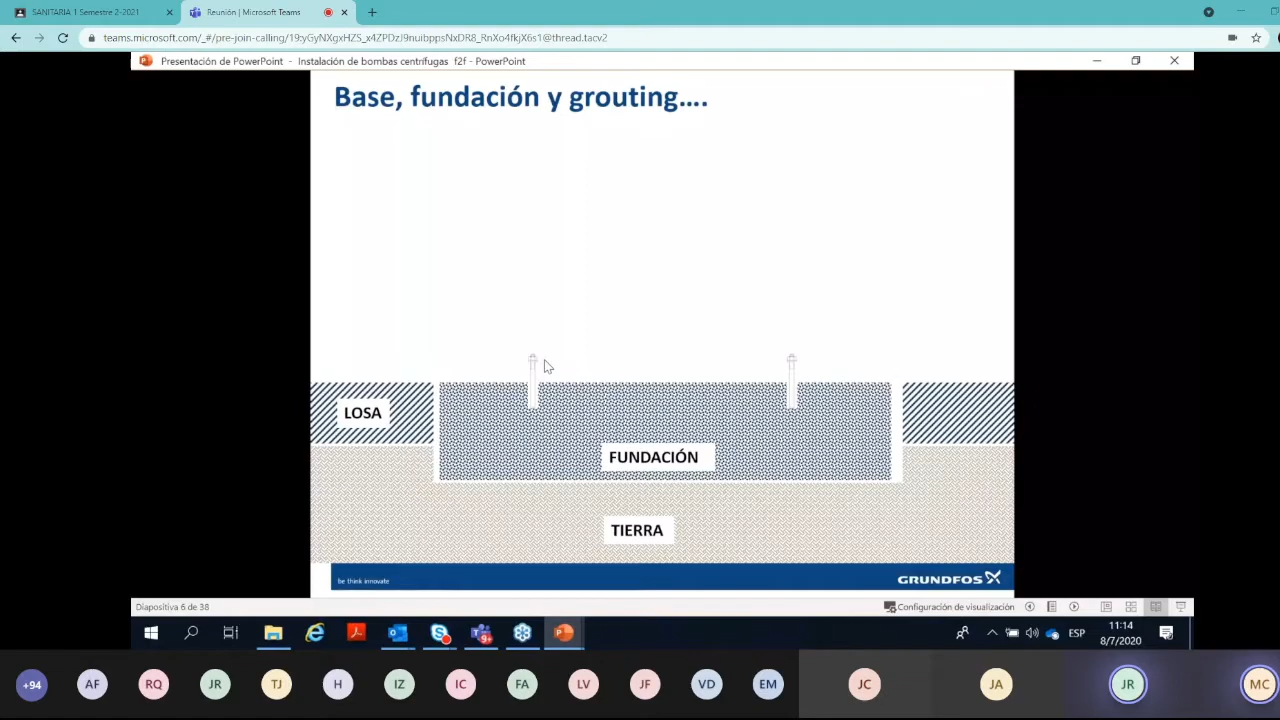 SANITARIA 1 Semestre 2-2021
Reunión | Microsoft Teams
teams.microsoft.com/_#/pre-join-calling/19:yGyNXgxHZS_x4ZPDzJ9nuibppsNxDR8_RnXo4fkjX6s1@thread.tacv2
Presentación de PowerPoint - Instalación de bombas centrífugas f2f - PowerPoint
Base, fundación y grouting....
LOSA
FUNDACIÓN
TIERRA
be think innovate
GRUNDFOS
Diapositiva 6 de 38
Configuración de visualización
9+
ESP
11:14
8/7/2020
+94
AF
RQ
JR
TJ
H
IZ
IC
FA
LV
JF
VD
EM
JC
JA
JR
MC